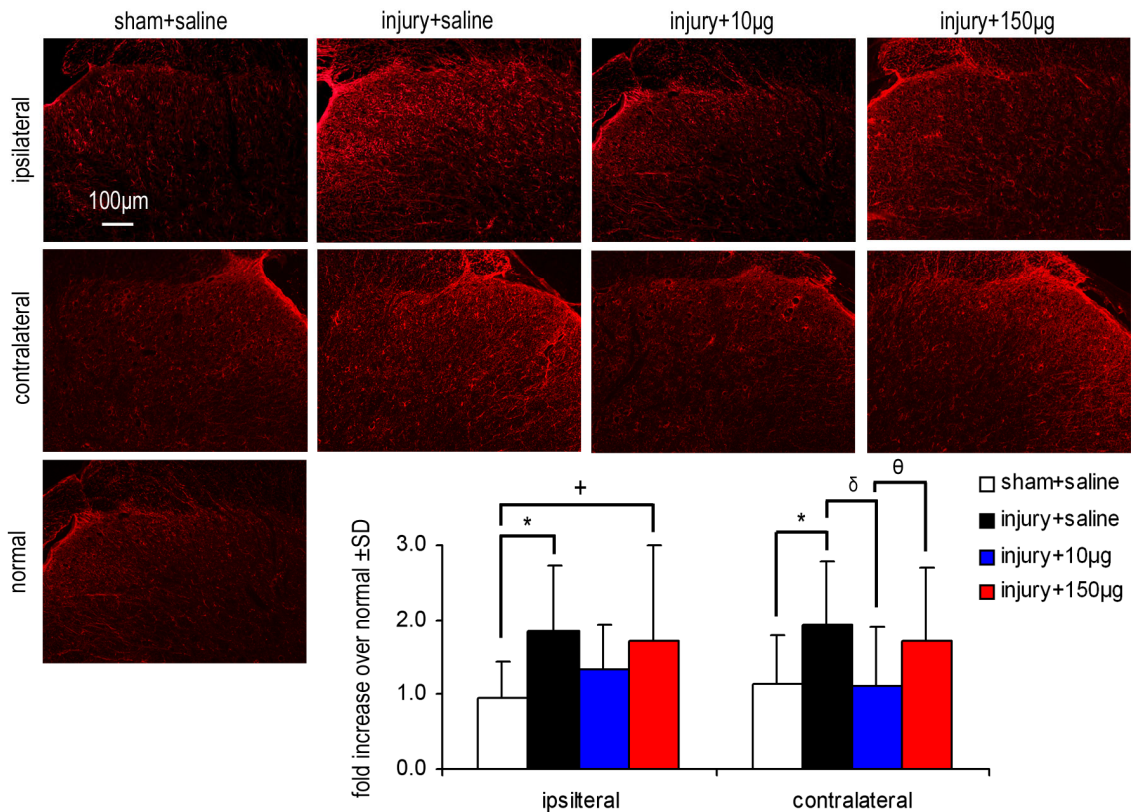 sham+saline
injury+saline
injury+10µg
injury+150µg
ipsilateral
100µm
contralateral
normal
fold increase over normal ±SD
3.0
2.0
1.0
0.0
*
+
*
δ
θ
sham+saline
injury+saline
injury+10µg
injury+150µg
ipsilteral
contralateral